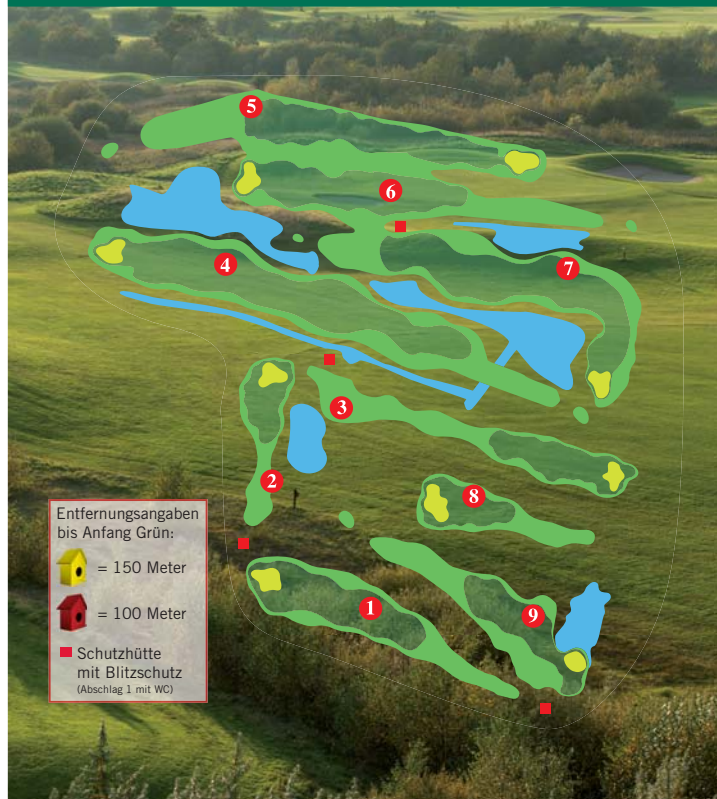 5
6
4
7
3
2
8
1
9
Entfernungsangaben
bis Anfang Grün:
= 150 Meter
= 100 Meter
Schutzhütte
mit Blitzschutz
(Abschlag 1 mit WC)